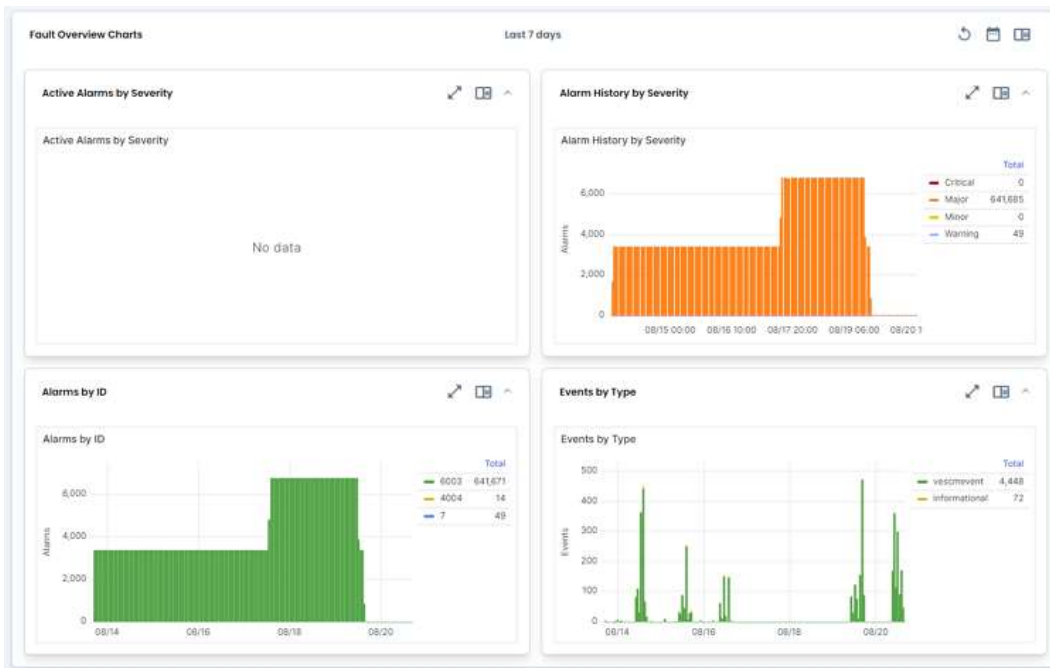 Fault Overview Charts
Last 7 days
Active Alarms by Severity
Active Alarms by Severity
No data
Alarm History by Severity
Alarm History by Severity
Total
Critical 0
Major 641,685
Minor 0
Warning 49
Alarms
6,000
4,000
2,000
0
08/15 00:00 08/16 10:00 08/17 20:00 08/19 06:00 08/20 1
Alarms by ID
Alarms by ID
Total
6003 641,671
4004 14
7 49
Alarms
6,000
4,000
2,000
0
08/14 08/16 08/18 08/20
Events by Type
Events by Type
Total
vescmevent 4,448
informational 72
Events
500
400
300
200
100
0
08/14 08/16 08/18 08/20